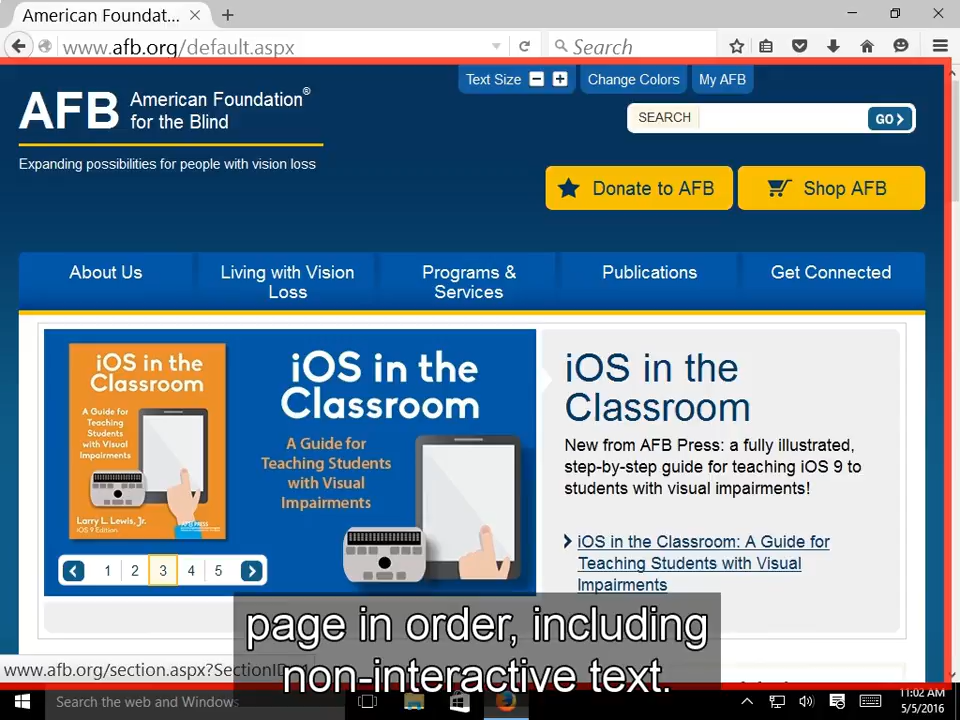 American Foundat...
www.afb.org/default.aspx
Search
Text Size
Change Colors
My AFB
AFB
American Foundation®
for the Blind
SEARCH
GO
Expanding possibilities for people with vision loss
Donate to AFB
Shop AFB
About Us
Living with Vision
Loss
Programs &
Services
Publications
Get Connected
iOS in the
Classroom
A Guide for
Teaching
Students
with Visual
Impairments
Larry L. Lewis, Jr.
iOS 9 Edition
iOS in the
Classroom
A Guide for
Teaching Students
with Visual
Impairments
1 2 3 4 5
iOS in the
Classroom
New from AFB Press: a fully illustrated,
step-by-step guide for teaching iOS 9 to
students with visual impairments!
iOS in the Classroom: A Guide for
Teaching Students with Visual
Impairments
page in order, including
non-interactive text.
www.afb.org/section.aspx?SectionID=1
Search the web and Windows
11:02 AM
5/5/2016